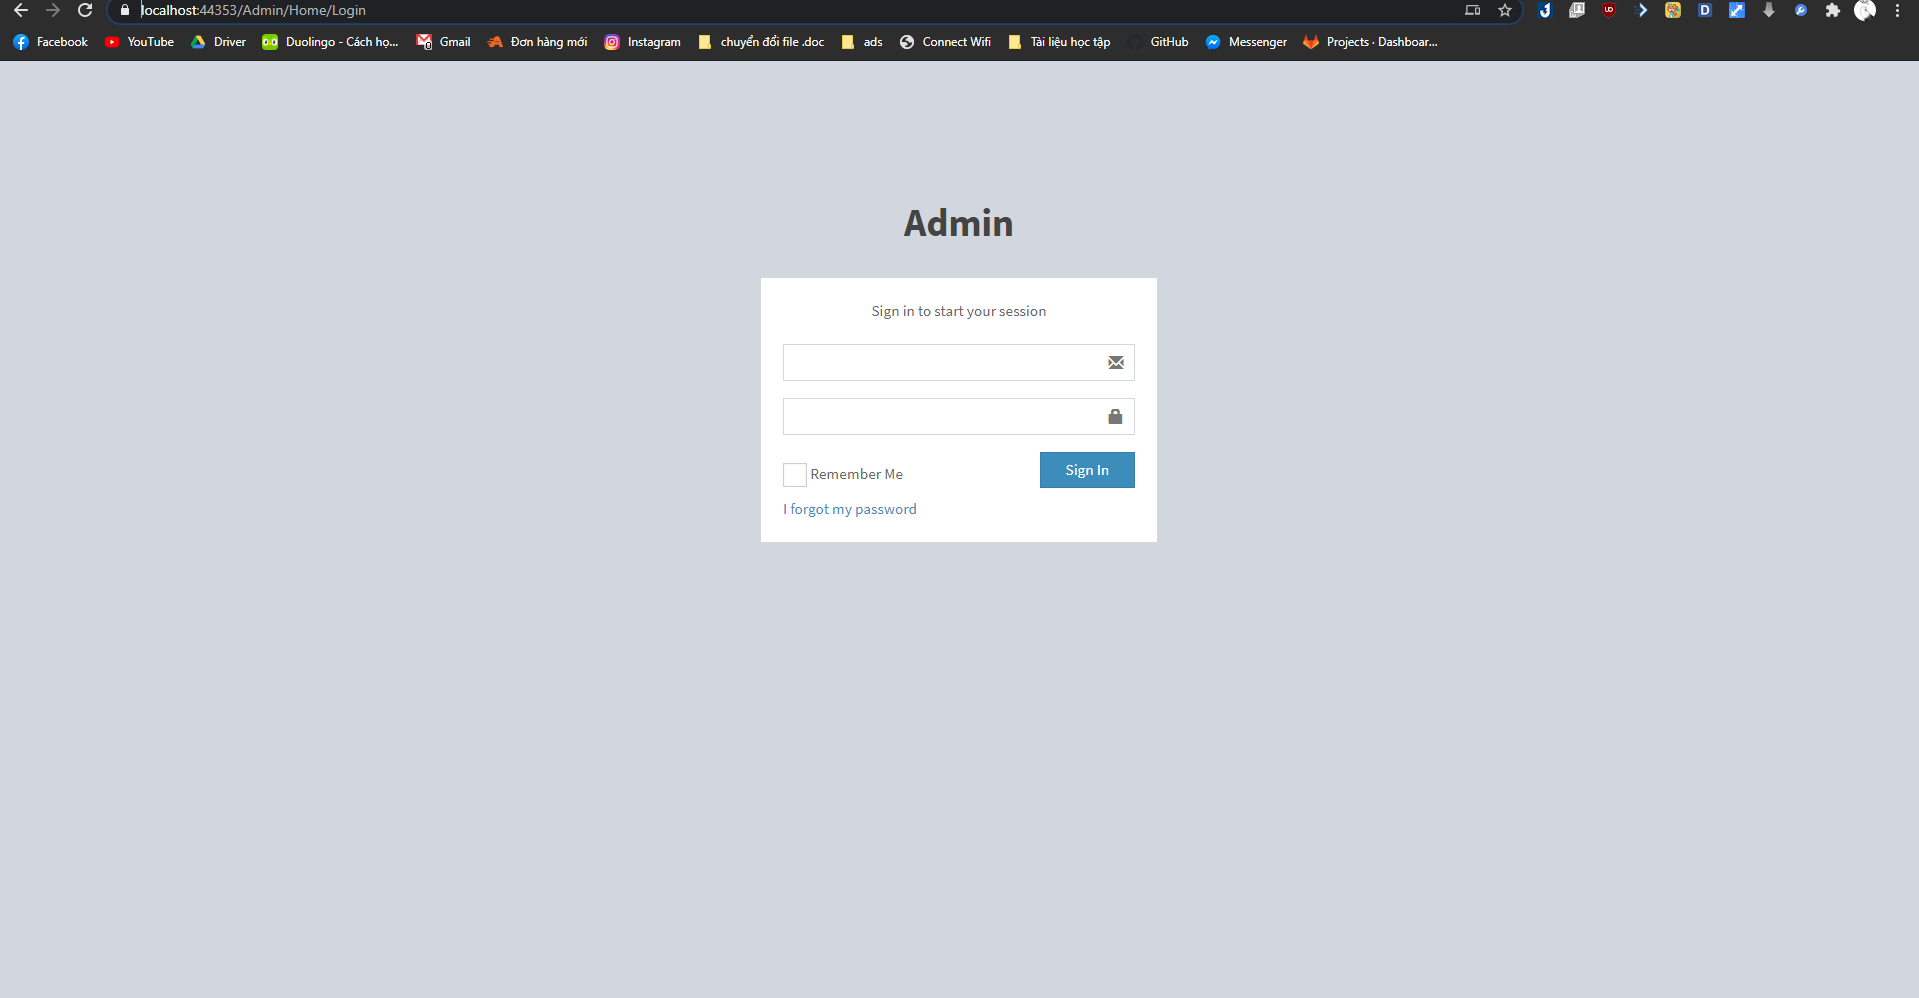 localhost:44353/Admin/Home/Login
Facebook YouTube Driver Duolingo - Cách họ... Gmail Đơn hàng mới Instagram chuyển đổi file .doc ads Connect Wifi Tài liệu học tập GitHub Messenger Projects · Dashboar...
Admin
Sign in to start your session
Remember Me Sign In
I forgot my password